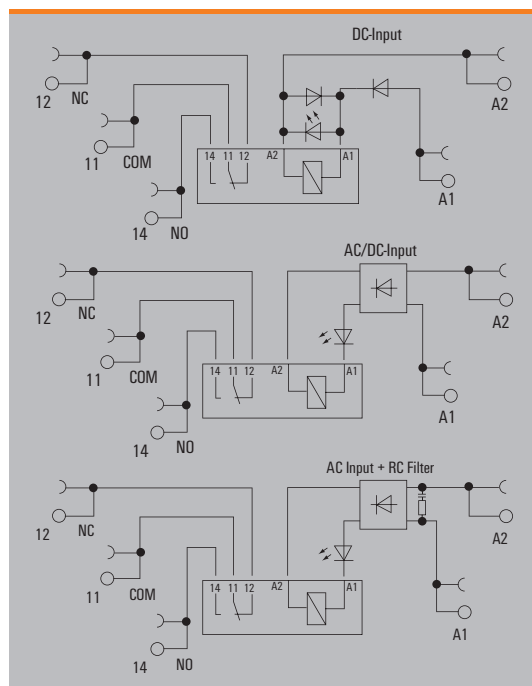 DC-Input
12 NC A2
11 COM
14 11 12 A2 A1
A1
14 NO
AC/DC-Input
12 NC A2
11 COM
14 11 12 A2 A1
A1
14 NO
AC Input + RC Filter
12 NC A2
11 COM
14 11 12 A2 A1
A1
14 NO